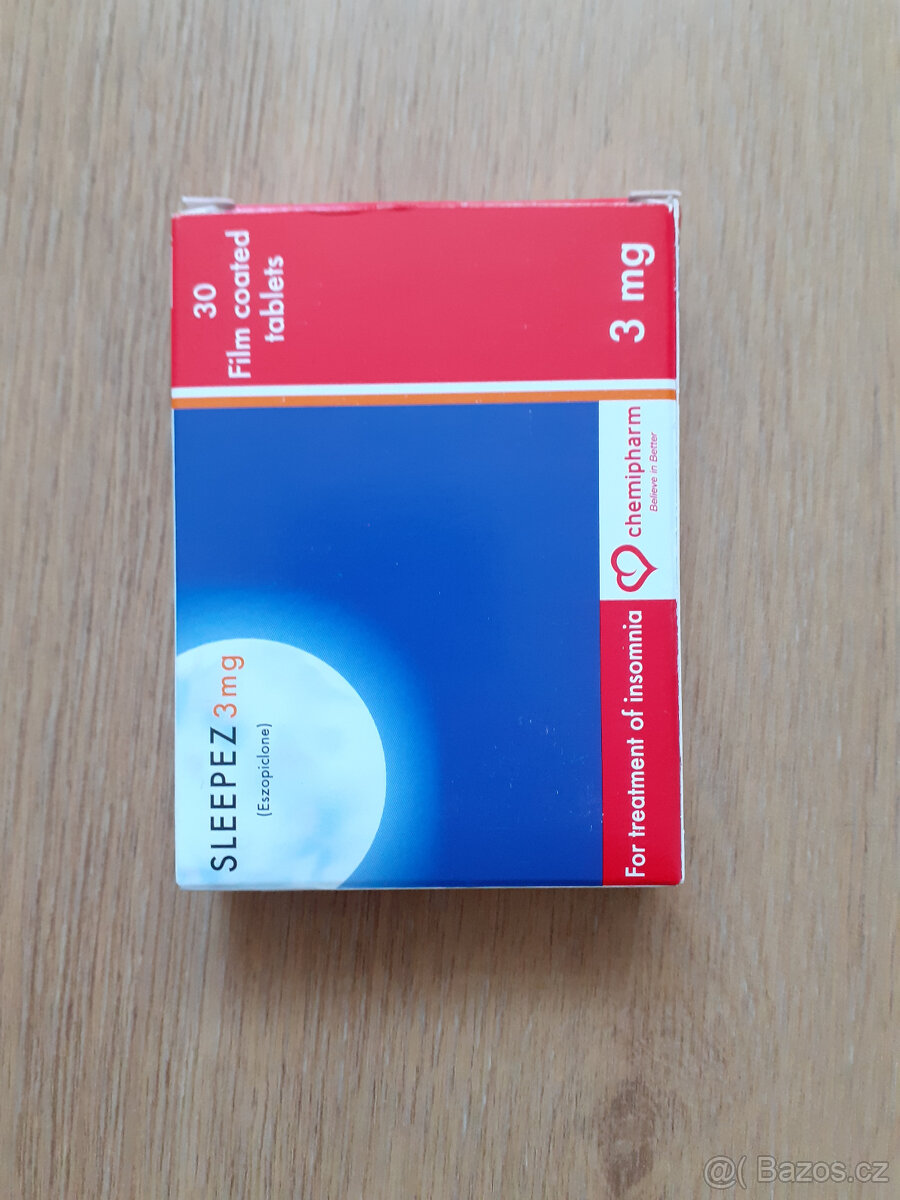 30
Film coated
tablets
3 mg
SLEEPEZ 3mg
(Eszopiclone)
chemipharm
Believe in Better
For treatment of insomnia
@( Bazos.cz